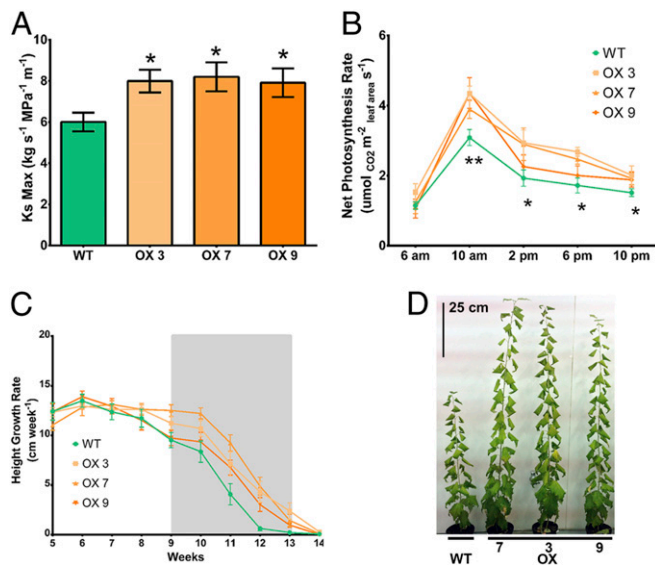 A
Ks Max (kg s-1 MPa-1 m-1)
10
8
6
4
2
0
*
*
*
WT
OX 3
OX 7
OX 9
B
Net Photosynthesis Rate
(umol CO2 m-2 leaf area s-1)
6
4
2
0
WT
OX 3
OX 7
OX 9
**
*
*
*
6 am
10 am
2 pm
6 pm
10 pm
C
Height Growth Rate
(cm week-1)
20
15
10
5
0
WT
OX 3
OX 7
OX 9
5 6 7 8 9 10 11 12 13 14
Weeks
D
25 cm
7 3 9
WT OX